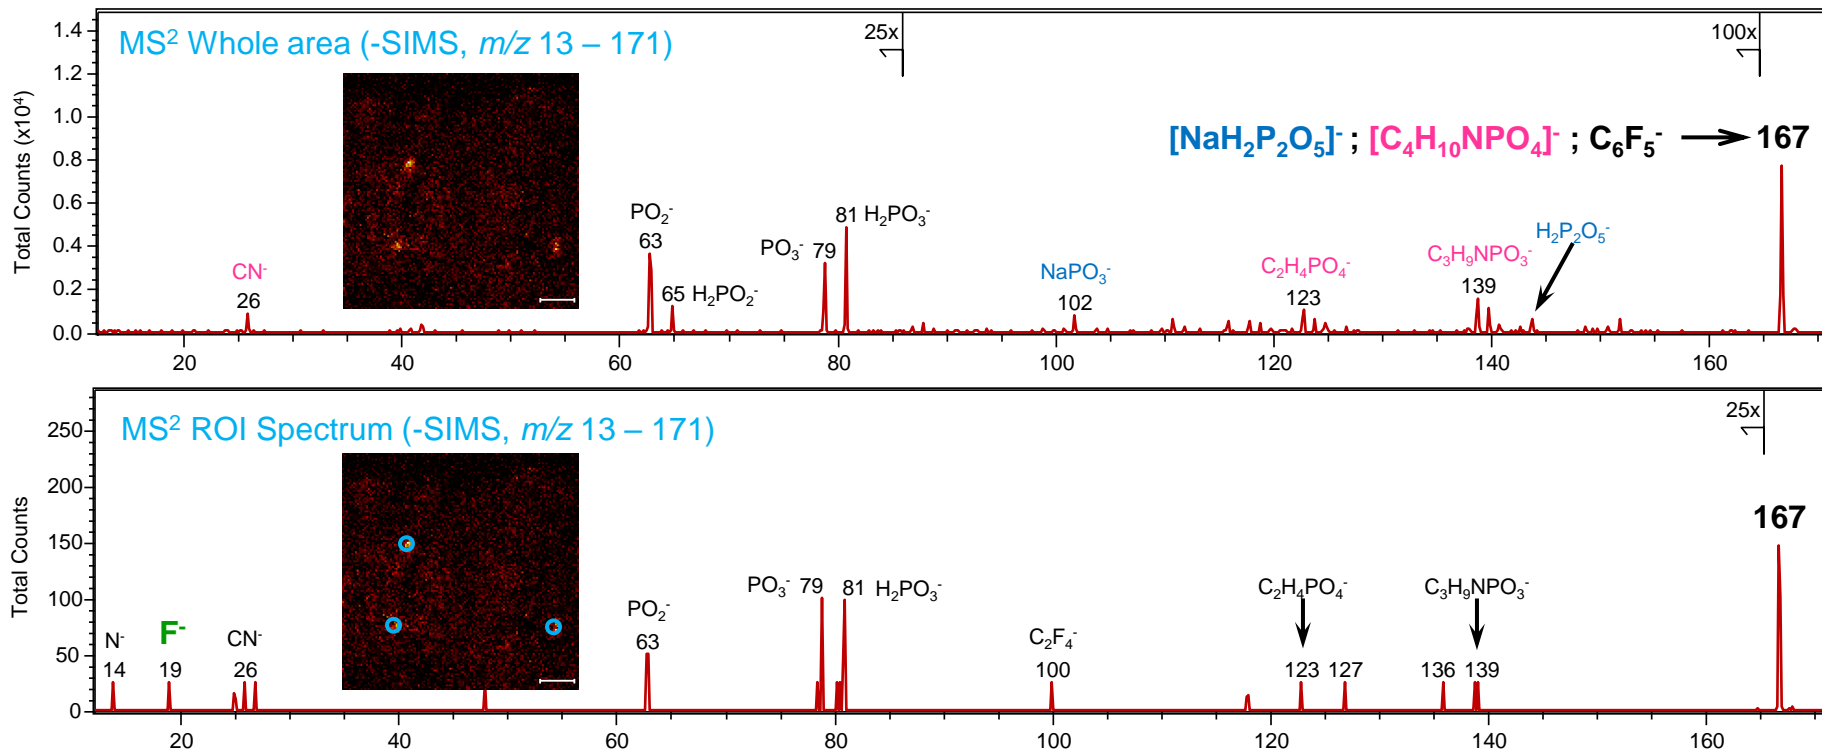 MS² Whole area (-SIMS, m/z 13 – 171)
25x
100x
Total Counts (x10⁴)
1.4
1.2
1.0
0.8
0.6
0.4
0.2
0.0
[NaH₂P₂O₅]⁻ ; [C₄H₁₀NPO₄]⁻ ; C₆F₅⁻ 167
CN⁻
26
PO₂⁻
63
65 H₂PO₂⁻
PO₃⁻ 79
81 H₂PO₃⁻
NaPO₃⁻
102
C₂H₄PO₄⁻
123
C₃H₉NPO₃⁻
139
H₂P₂O₅⁻
20 40 60 80 100 120 140 160
MS² ROI Spectrum (-SIMS, m/z 13 – 171)
25x
Total Counts
250
200
150
100
50
0
N⁻
14
F⁻
19
CN⁻
26
PO₂⁻
63
PO₃⁻ 79
81 H₂PO₃⁻
C₂F₄⁻
100
C₂H₄PO₄⁻
123
127
136
C₃H₉NPO₃⁻
139
167
20 40 60 80 100 120 140 160